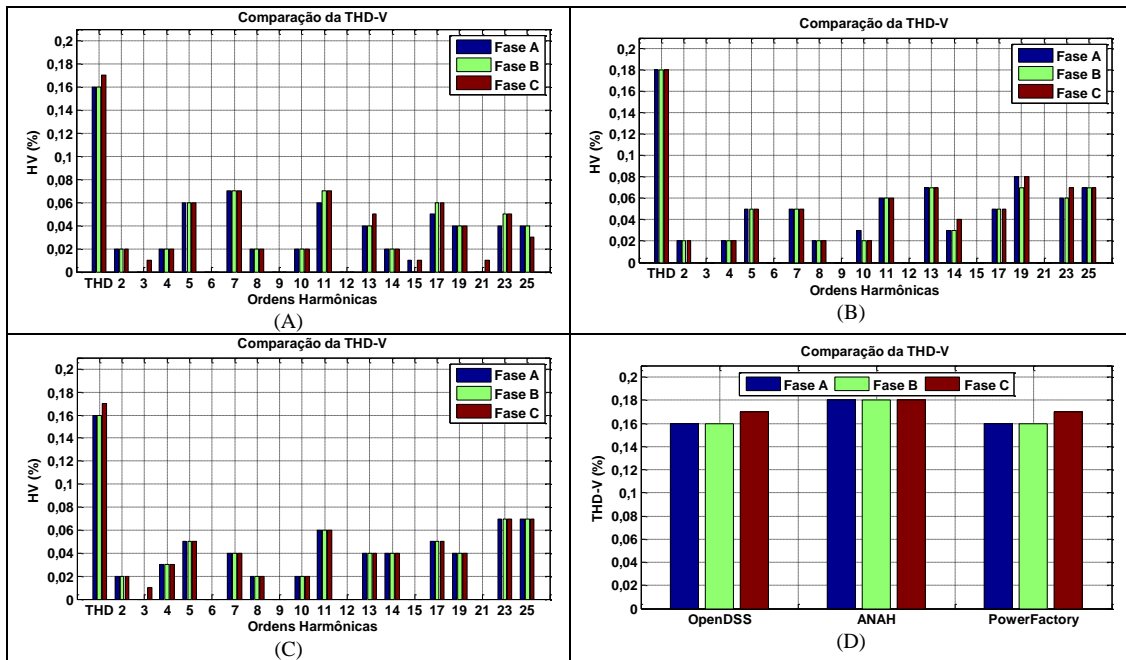 Comparação da THD-V
0,2
0,18
0,16
0,14
0,12
0,1
0,08
0,06
0,04
0,02
0
HV (%)
Fase A
Fase B
Fase C
THD 2 3 4 5 6 7 8 9 10 11 12 13 14 15 17 19 21 23 25
Ordens Harmônicas
(A)
Comparação da THD-V
0,2
0,18
0,16
0,14
0,12
0,1
0,08
0,06
0,04
0,02
HV (%)
Fase A
Fase B
Fase C
THD 2 3 4 5 6 7 8 9 10 11 12 13 14 15 17 19 21 23 25
Ordens Harmônicas
(B)
Comparação da THD-V
0,2
0,18
0,16
0,14
0,12
0,1
0,08
0,06
0,04
0,02
0
HV (%)
Fase A
Fase B
Fase C
THD 2 3 4 5 6 7 8 9 10 11 12 13 14 15 17 19 21 23 25
Ordens Harmônicas
(C)
Comparação da THD-V
0,2
0,18
0,16
0,14
0,12
0,1
0,08
0,06
0,04
0,02
0
THD-V (%)
Fase A Fase B Fase C
OpenDSS ANAH PowerFactory
(D)